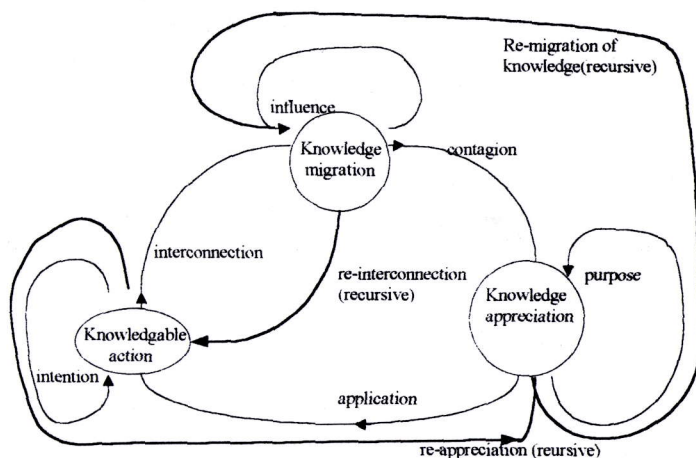 Re-migration of
knowledge(recursive)
influence
Knowledge
migration
contagion
interconnection
re-interconnection
(recursive)
purpose
Knowledge
appreciation
Knowledgable
action
intention
application
re-appreciation (reursive)